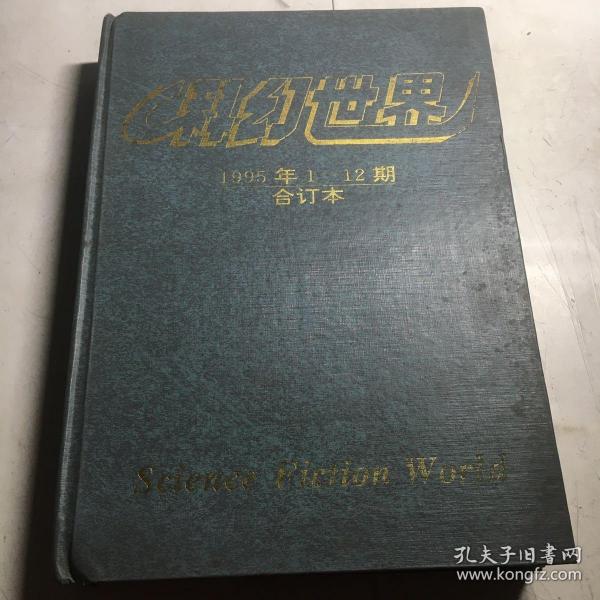 科幻世界
1995年1—12期
合订本
Science Fiction World
孔夫子旧书网
www.kongfz.com